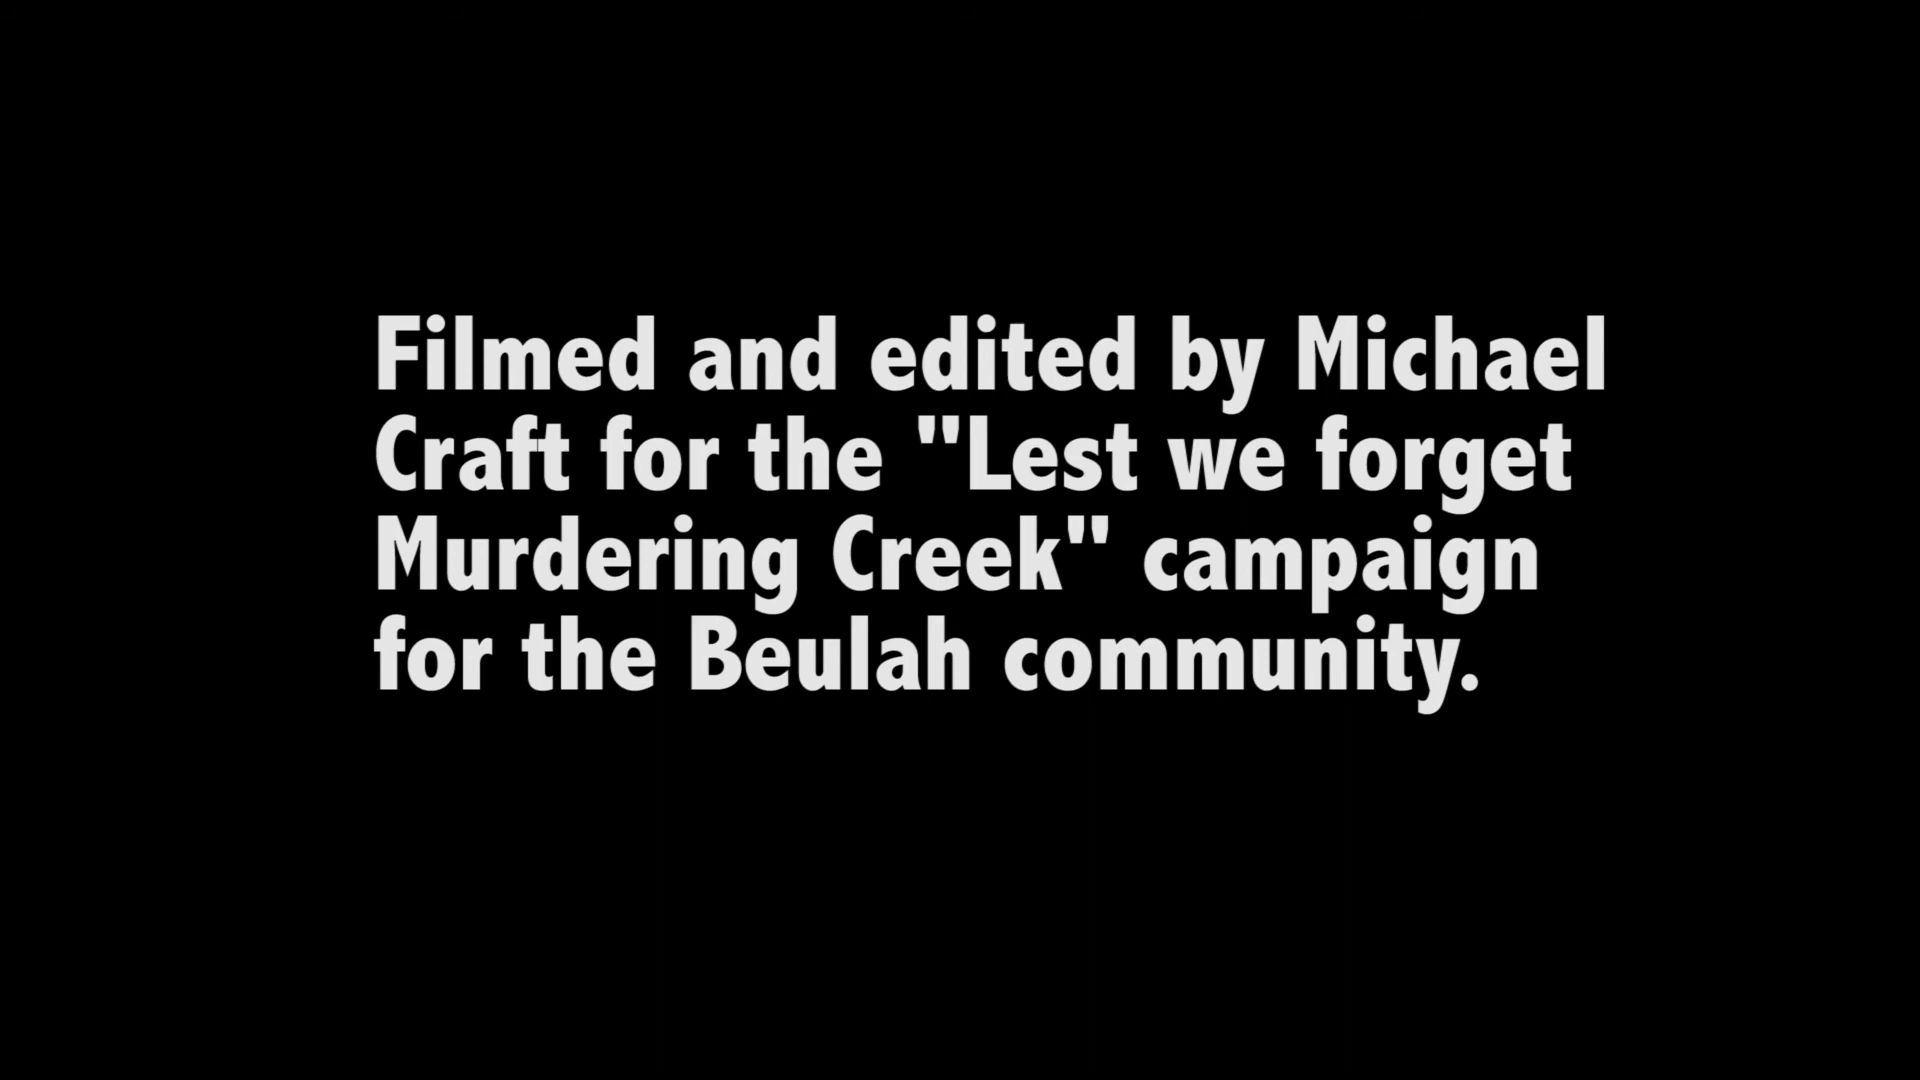 Filmed and edited by Michael
Craft for the "Lest we forget
Murdering Creek" campaign
for the Beulah community.